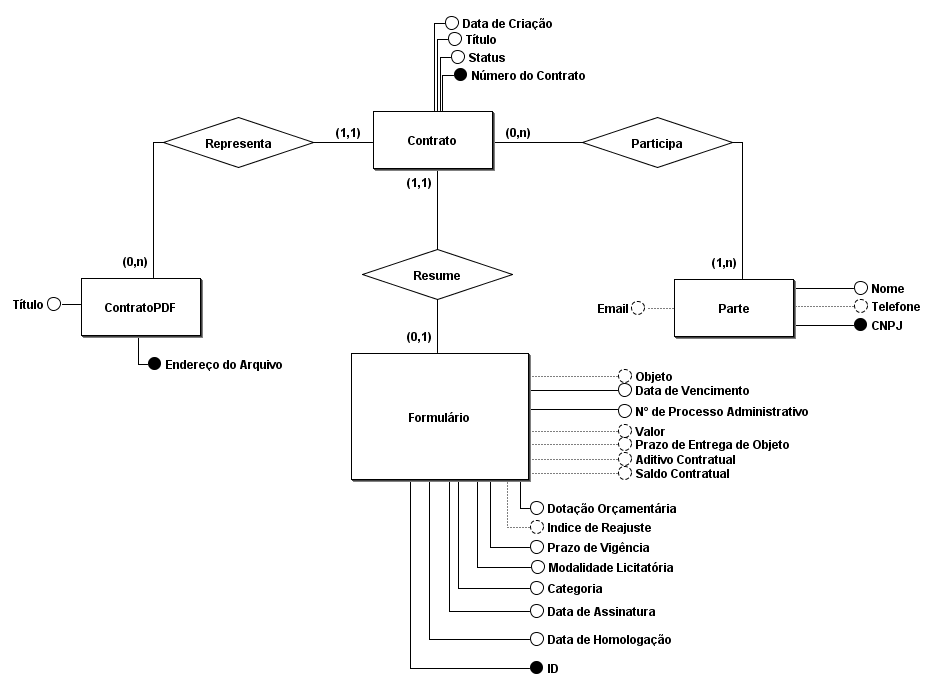 Data de Criação
Título
Status
Número do Contrato
Representa
(1,1)
Contrato
(0,n)
Participa
(1,1)
(0,n)
Resume
(1,n)
Título
ContratoPDF
Email
Parte
Nome
Telefone
CNPJ
(0,1)
Endereço do Arquivo
Formulário
Objeto
Data de Vencimento
N° de Processo Administrativo
Valor
Prazo de Entrega de Objeto
Aditivo Contratual
Saldo Contratual
Dotação Orçamentária
Indice de Reajuste
Prazo de Vigência
Modalidade Licitatória
Categoria
Data de Assinatura
Data de Homologação
ID